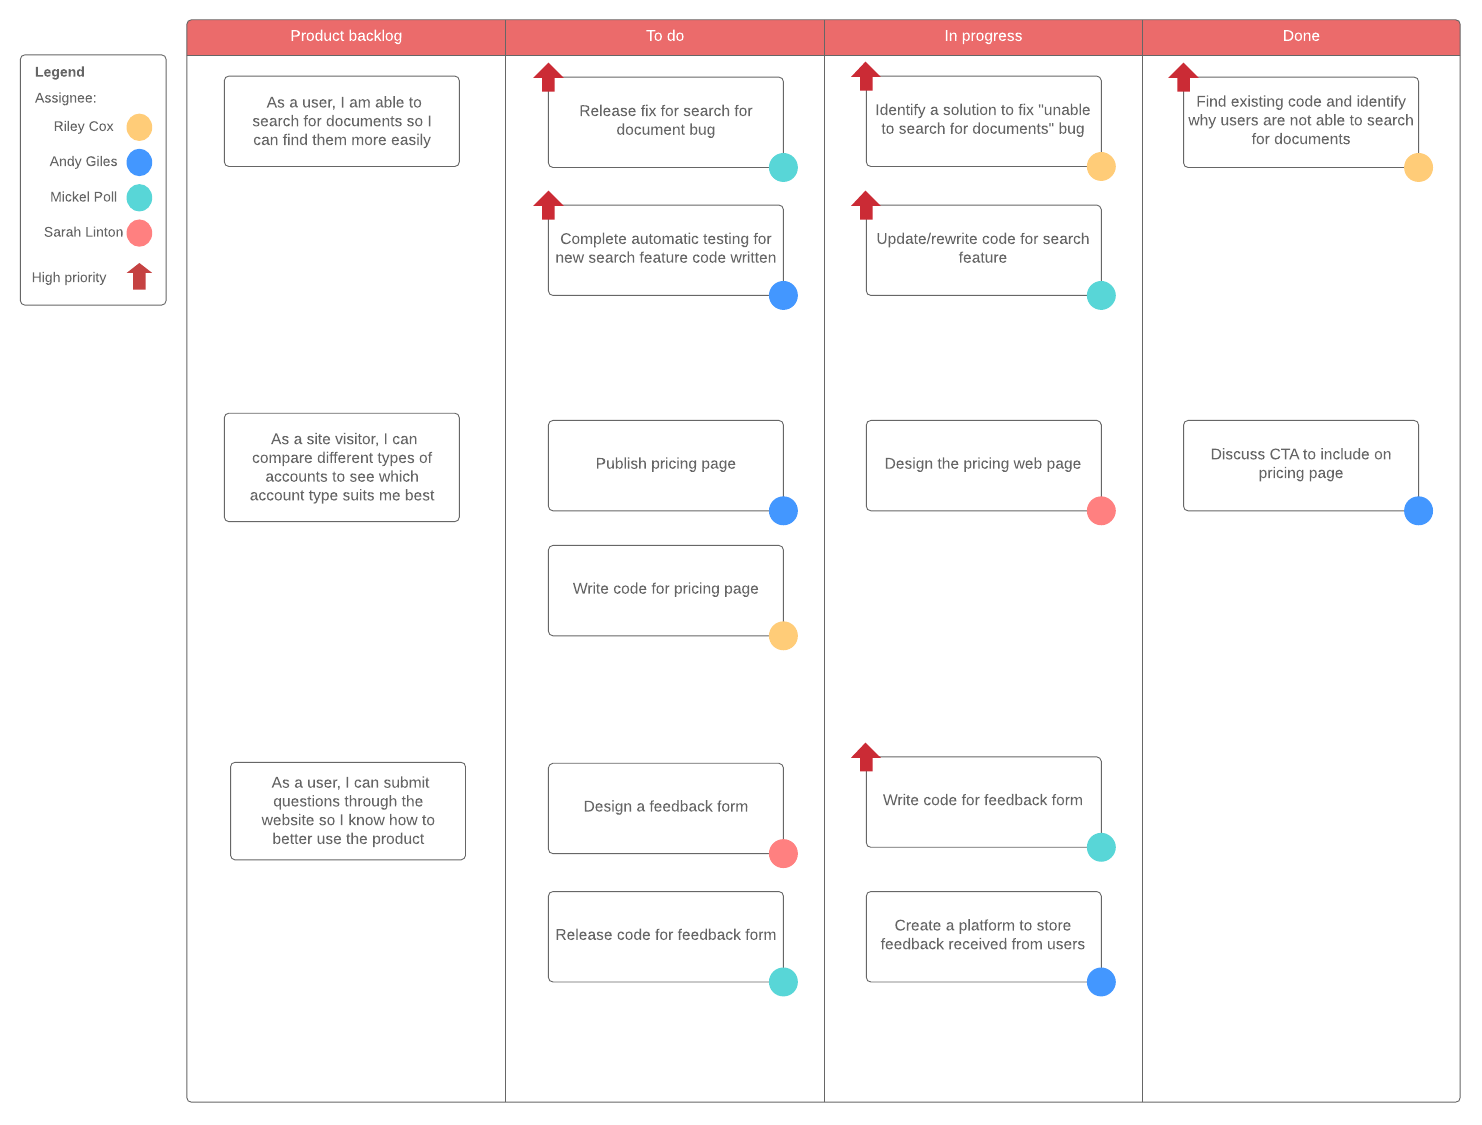 Product backlog
To do
In progress
Done
Legend
Assignee:
Riley Cox
Andy Giles
Mickel Poll
Sarah Linton
High priority
As a user, I am able to
search for documents so I
can find them more easily
Release fix for search for
document bug
Identify a solution to fix "unable
to search for documents" bug
Find existing code and identify
why users are not able to search
for documents
Complete automatic testing for
new search feature code written
Update/rewrite code for search
feature
As a site visitor, I can
compare different types of
accounts to see which
account type suits me best
Publish pricing page
Design the pricing web page
Discuss CTA to include on
pricing page
Write code for pricing page
As a user, I can submit
questions through the
website so I know how to
better use the product
Design a feedback form
Write code for feedback form
Release code for feedback form
Create a platform to store
feedback received from users